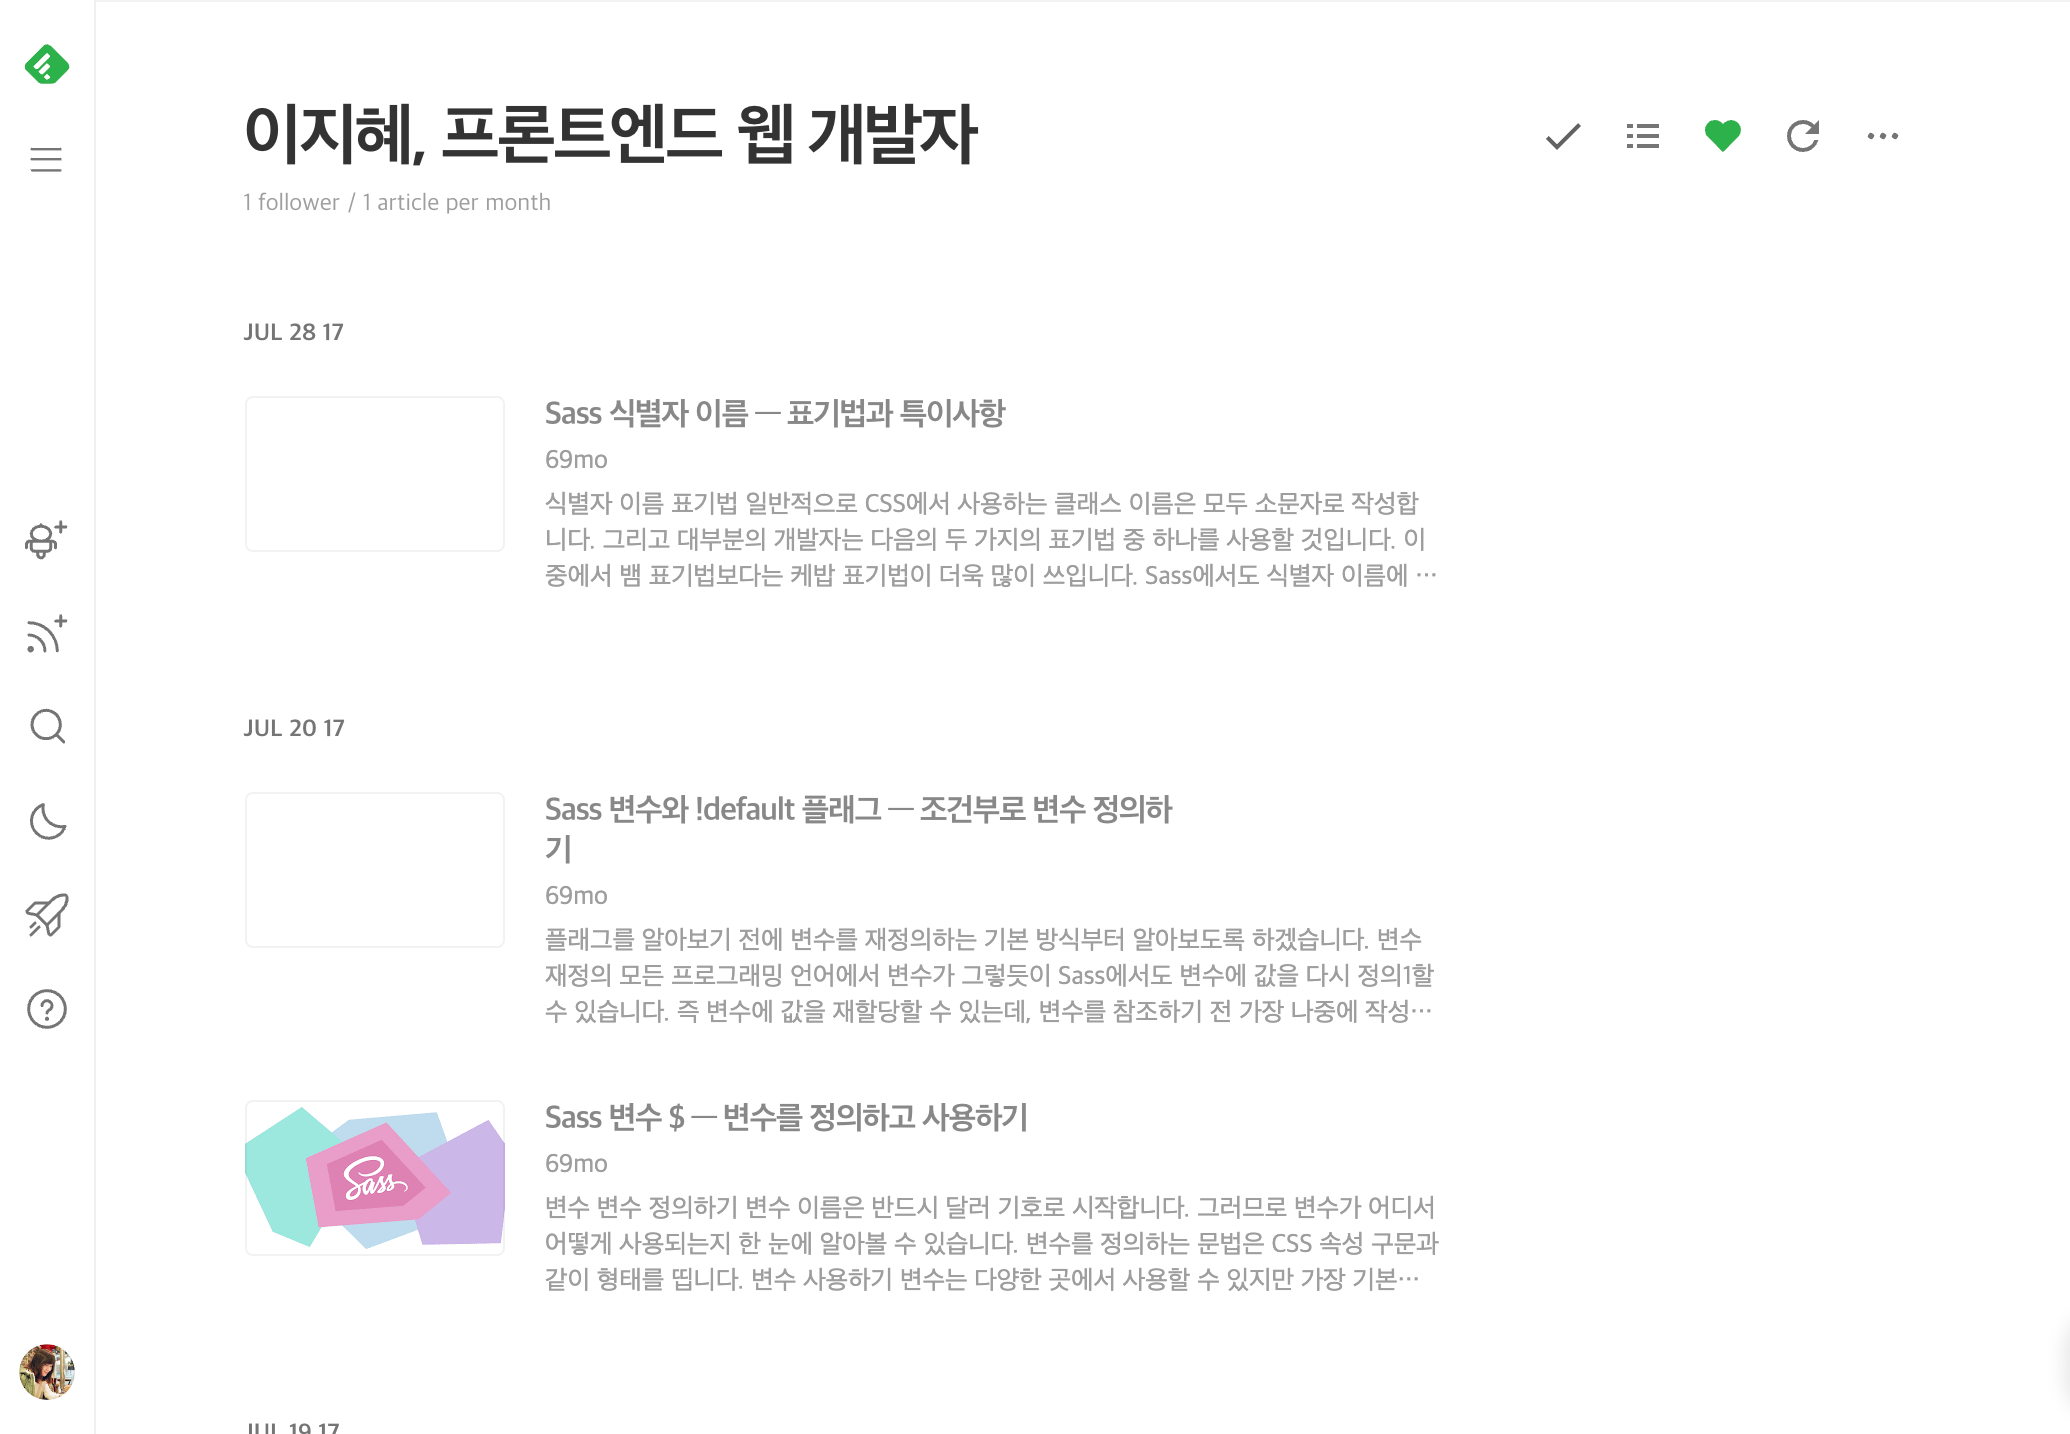 이지혜, 프론트엔드 웹 개발자
1 follower / 1 article per month
JUL 28 17
Sass 식별자 이름 — 표기법과 특이사항
69mo
식별자 이름 표기법 일반적으로 CSS에서 사용하는 클래스 이름은 모두 소문자로 작성합
니다. 그리고 대부분의 개발자는 다음의 두 가지의 표기법 중 하나를 사용할 것입니다. 이
중에서 뱀 표기법보다는 케밥 표기법이 더욱 많이 쓰입니다. Sass에서도 식별자 이름에 …
JUL 20 17
Sass 변수와 !default 플래그 — 조건부로 변수 정의하
기
69mo
플래그를 알아보기 전에 변수를 재정의하는 기본 방식부터 알아보도록 하겠습니다. 변수
재정의 모든 프로그래밍 언어에서 변수가 그렇듯이 Sass에서도 변수에 값을 다시 정의1할
수 있습니다. 즉 변수에 값을 재할당할 수 있는데, 변수를 참조하기 전 가장 나중에 작성…
Sass
Sass 변수 $ — 변수를 정의하고 사용하기
69mo
변수 변수 정의하기 변수 이름은 반드시 달러 기호로 시작합니다. 그러므로 변수가 어디서
어떻게 사용되는지 한 눈에 알아볼 수 있습니다. 변수를 정의하는 문법은 CSS 속성 구문과
같이 형태를 띱니다. 변수 사용하기 변수는 다양한 곳에서 사용할 수 있지만 가장 기본…
JUL 19 17